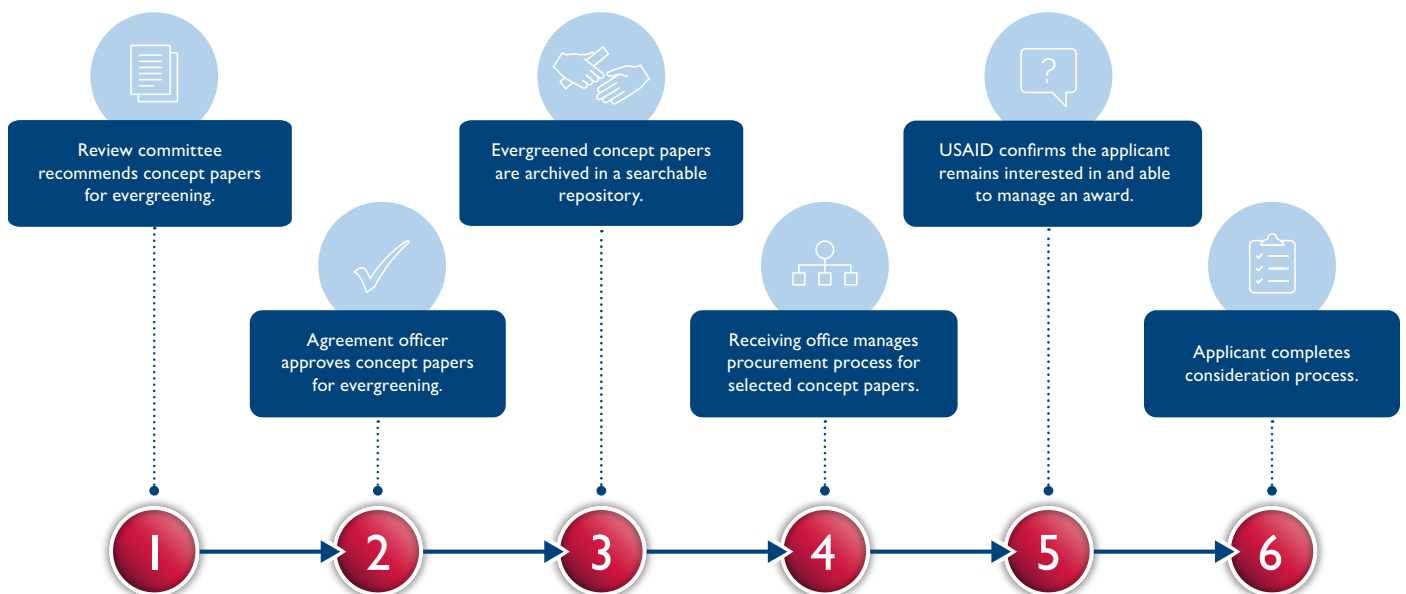 Review committee
recommends concept papers
for evergreening.
Agreement officer
approves concept papers
for evergreening.
Evergreened concept papers
are archived in a searchable
repository.
Receiving office manages
procurement process for
selected concept papers.
?
USAID confirms the applicant
remains interested in and able
to manage an award.
Applicant completes
consideration process.
1
2
3
4
5
6